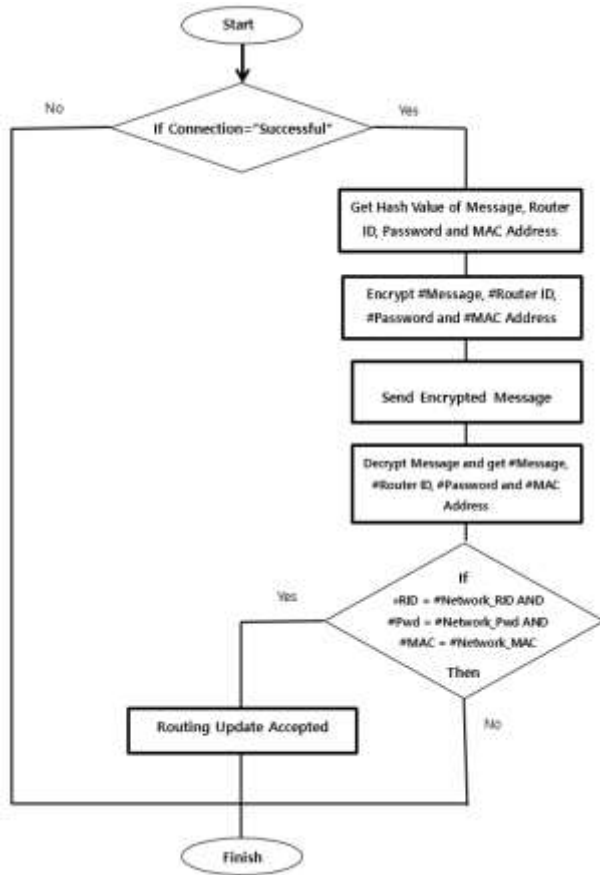 Start
No
Yes
If Connection="Successful"
Get Hash Value of Message, Router
ID, Password and MAC Address
Encrypt #Message, #Router ID,
#Password and #MAC Address
Send Encrypted Message
Decrypt Message and get #Message,
#Router ID, #Password and #MAC
Address
If
#RID = #Network_RID AND
#Pwd = #Network_Pwd AND
#MAC = #Network_MAC
Then
Yes
No
Routing Update Accepted
Finish